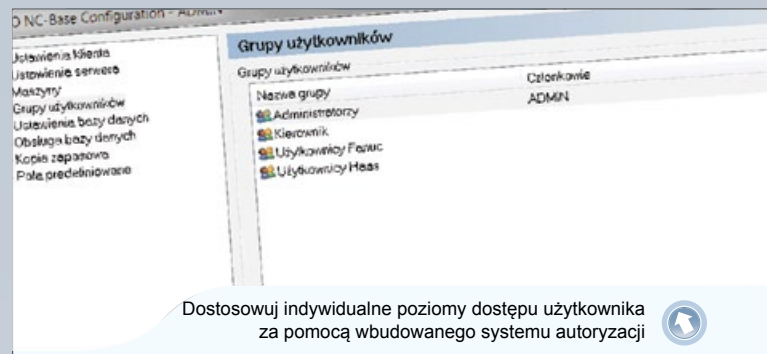 NC-Base Configuration - ADMIN
Ustawienia klienta
Ustawienia serwera
Maszyny
Grupy użytkowników
Ustawienia bazy danych
Obsługa bazy danych
Kopia zapasowa
Pola predefiniowane
Grupy użytkowników
Grupy użytkowników
Nazwa grupy
Członkowie
Administratorzy
ADMIN
Kierownik
Użytkownicy Fanuc
Użytkownicy Haas
Dostosowuj indywidualne poziomy dostępu użytkownika
za pomocą wbudowanego systemu autoryzacji